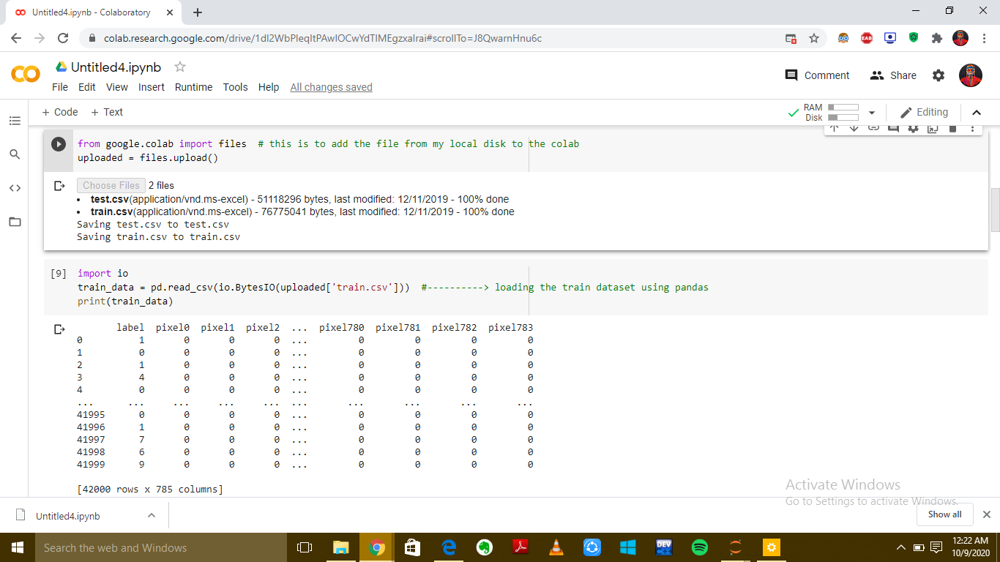 Untitled4.ipynb - Colaboratory
colab.research.google.com/drive/1dI2WbPleqItPAwlOCwYdTIMEgzxaIrai#scrollTo=J8QwarnHnu6c
EAB
Untitled4.ipynb
File Edit View Insert Runtime Tools Help All changes saved
Comment Share
+ Code + Text
RAM
Disk
Editing
from google.colab import files # this is to add the file from my local disk to the colab
uploaded = files.upload()
Choose Files 2 files
• test.csv(application/vnd.ms-excel) - 51118296 bytes, last modified: 12/11/2019 - 100% done
• train.csv(application/vnd.ms-excel) - 76775041 bytes, last modified: 12/11/2019 - 100% done
Saving test.csv to test.csv
Saving train.csv to train.csv
[9] import io
train_data = pd.read_csv(io.BytesIO(uploaded['train.csv'])) #----------> loading the train dataset using pandas
print(train_data)
label pixel0 pixel1 pixel2 ... pixel780 pixel781 pixel782 pixel783
0 1 0 0 0 ... 0 0 0 0
1 0 0 0 0 ... 0 0 0 0
2 1 0 0 0 ... 0 0 0 0
3 4 0 0 0 ... 0 0 0 0
4 0 0 0 0 ... 0 0 0 0
... ... ... ... ... ... ... ... ... ...
41995 0 0 0 0 ... 0 0 0 0
41996 1 0 0 0 ... 0 0 0 0
41997 7 0 0 0 ... 0 0 0 0
41998 6 0 0 0 ... 0 0 0 0
41999 9 0 0 0 ... 0 0 0 0
[42000 rows x 785 columns]
Activate Windows
Go to Settings to activate Windows.
Untitled4.ipynb
Show all
Search the web and Windows
DEV
12:22 AM
10/9/2020